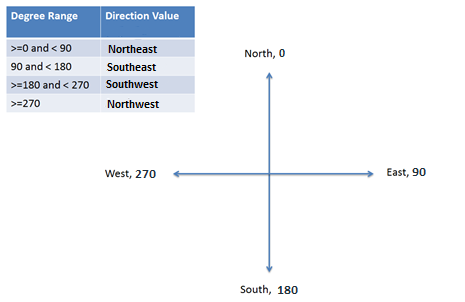 Degree Range Direction Value
>=0 and < 90 Northeast
90 and < 180 Southeast
>=180 and < 270 Southwest
>=270 Northwest
North, 0
West, 270
East, 90
South, 180